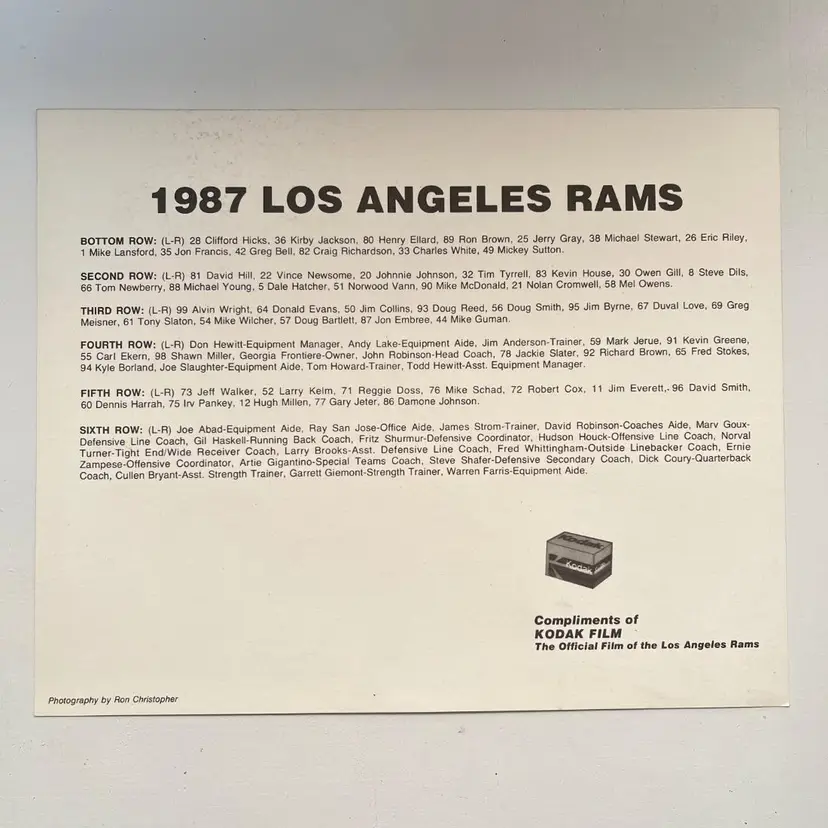 1987 LOS ANGELES RAMS
BOTTOM ROW: (L-R) 28 Clifford Hicks, 36 Kirby Jackson, 80 Henry Ellard, 89 Ron Brown, 25 Jerry Gray, 38 Michael Stewart, 26 Eric Riley,
1 Mike Lansford, 35 Jon Francis, 42 Greg Bell, 82 Craig Richardson, 33 Charles White, 49 Mickey Sutton.
SECOND ROW: (L-R) 81 David Hill, 22 Vince Newsome, 20 Johnnie Johnson, 32 Tim Tyrrell, 83 Kevin House, 30 Owen Gill, 8 Steve Dils,
66 Tom Newberry, 88 Michael Young, 5 Dale Hatcher, 51 Norwood Vann, 90 Mike McDonald, 21 Nolan Cromwell, 58 Mel Owens.
THIRD ROW: (L-R) 99 Alvin Wright, 64 Donald Evans, 50 Jim Collins, 93 Doug Reed, 56 Doug Smith, 95 Jim Byrne, 67 Duval Love, 69 Greg
Meisner, 61 Tony Slaton, 54 Mike Wilcher, 57 Doug Bartlett, 87 Jon Embree, 44 Mike Guman.
FOURTH ROW: (L-R) Don Hewitt-Equipment Manager, Andy Lake-Equipment Aide, Jim Anderson-Trainer, 59 Mark Jerue, 91 Kevin Greene,
55 Carl Ekern, 98 Shawn Miller, Georgia Frontiere-Owner, John Robinson-Head Coach, 78 Jackie Slater, 92 Richard Brown, 65 Fred Stokes,
94 Kyle Borland, Joe Slaughter-Equipment Aide, Tom Howard-Trainer, Todd Hewitt-Asst. Equipment Manager.
FIFTH ROW: (L-R) 73 Jeff Walker, 52 Larry Kelm, 71 Reggie Doss, 76 Mike Schad, 72 Robert Cox, 11 Jim Everett, 96 David Smith,
60 Dennis Harrah, 75 Irv Pankey, 12 Hugh Millen, 77 Gary Jeter, 86 Damone Johnson.
SIXTH ROW: (L-R) Joe Abad-Equipment Aide, Ray San Jose-Office Aide, James Strom-Trainer, David Robinson-Coaches Aide, Marv Goux-
Defensive Line Coach, Gil Haskell-Running Back Coach, Fritz Shurmur-Defensive Coordinator, Hudson Houck-Offensive Line Coach, Norval
Turner-Tight End/Wide Receiver Coach, Larry Brooks-Asst. Defensive Line Coach, Fred Whittingham-Outside Linebacker Coach, Ernie
Zampese-Offensive Coordinator, Artie Gigantino-Special Teams Coach, Steve Shafer-Defensive Secondary Coach, Dick Coury-Quarterback
Coach, Cullen Bryant-Asst. Strength Trainer, Garrett Giemont-Strength Trainer, Warren Farris-Equipment Aide.
Kodak
Kodak
Compliments of
KODAK FILM
The Official Film of the Los Angeles Rams
Photography by Ron Christopher